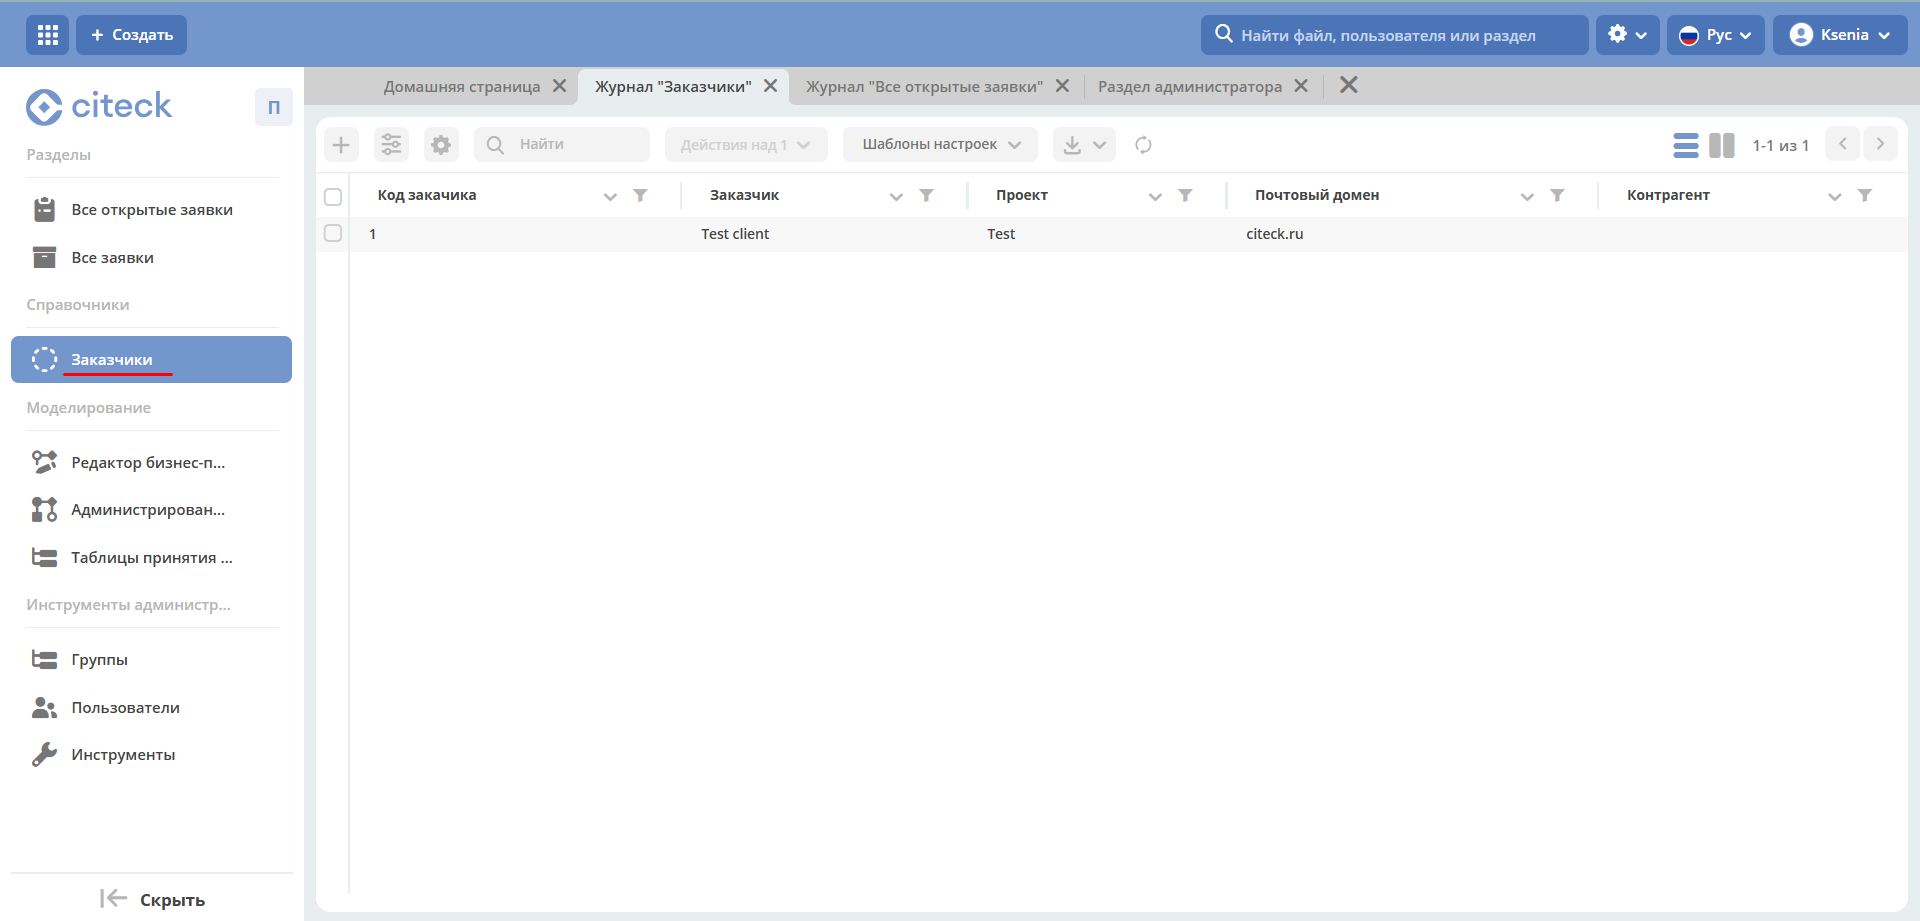 Создать
Найти файл, пользователя или раздел
Рус
Ksenia
citeck
П
Домашняя страница
Журнал "Заказчики"
Журнал "Все открытые заявки"
Раздел администратора
Разделы
Все открытые заявки
Все заявки
Справочники
Заказчики
Моделирование
Редактор бизнес-п...
Администрирован...
Таблицы принятия ...
Инструменты администр...
Группы
Пользователи
Инструменты
Скрыть
Найти
Действия над 1
Шаблоны настроек
1-1 из 1
Код закачика
Заказчик
Проект
Почтовый домен
Контрагент
1
Test client
Test
citeck.ru